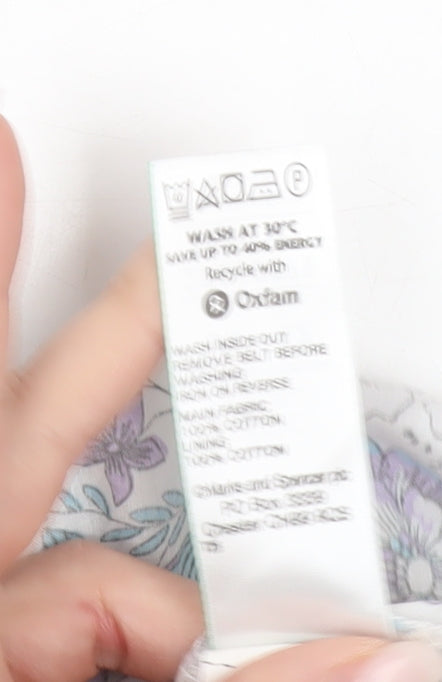 WASH AT 30°C
SAVE UP TO 40% ENERGY
Recycle with
Oxfam
WASH INSIDE OUT.
REMOVE BELT BEFORE
WASHING.
IRON ON REVERSE
MAIN FABRIC:
100% COTTON
LINING:
100% COTTON
Marks and Spencer plc
PO Box
Chester